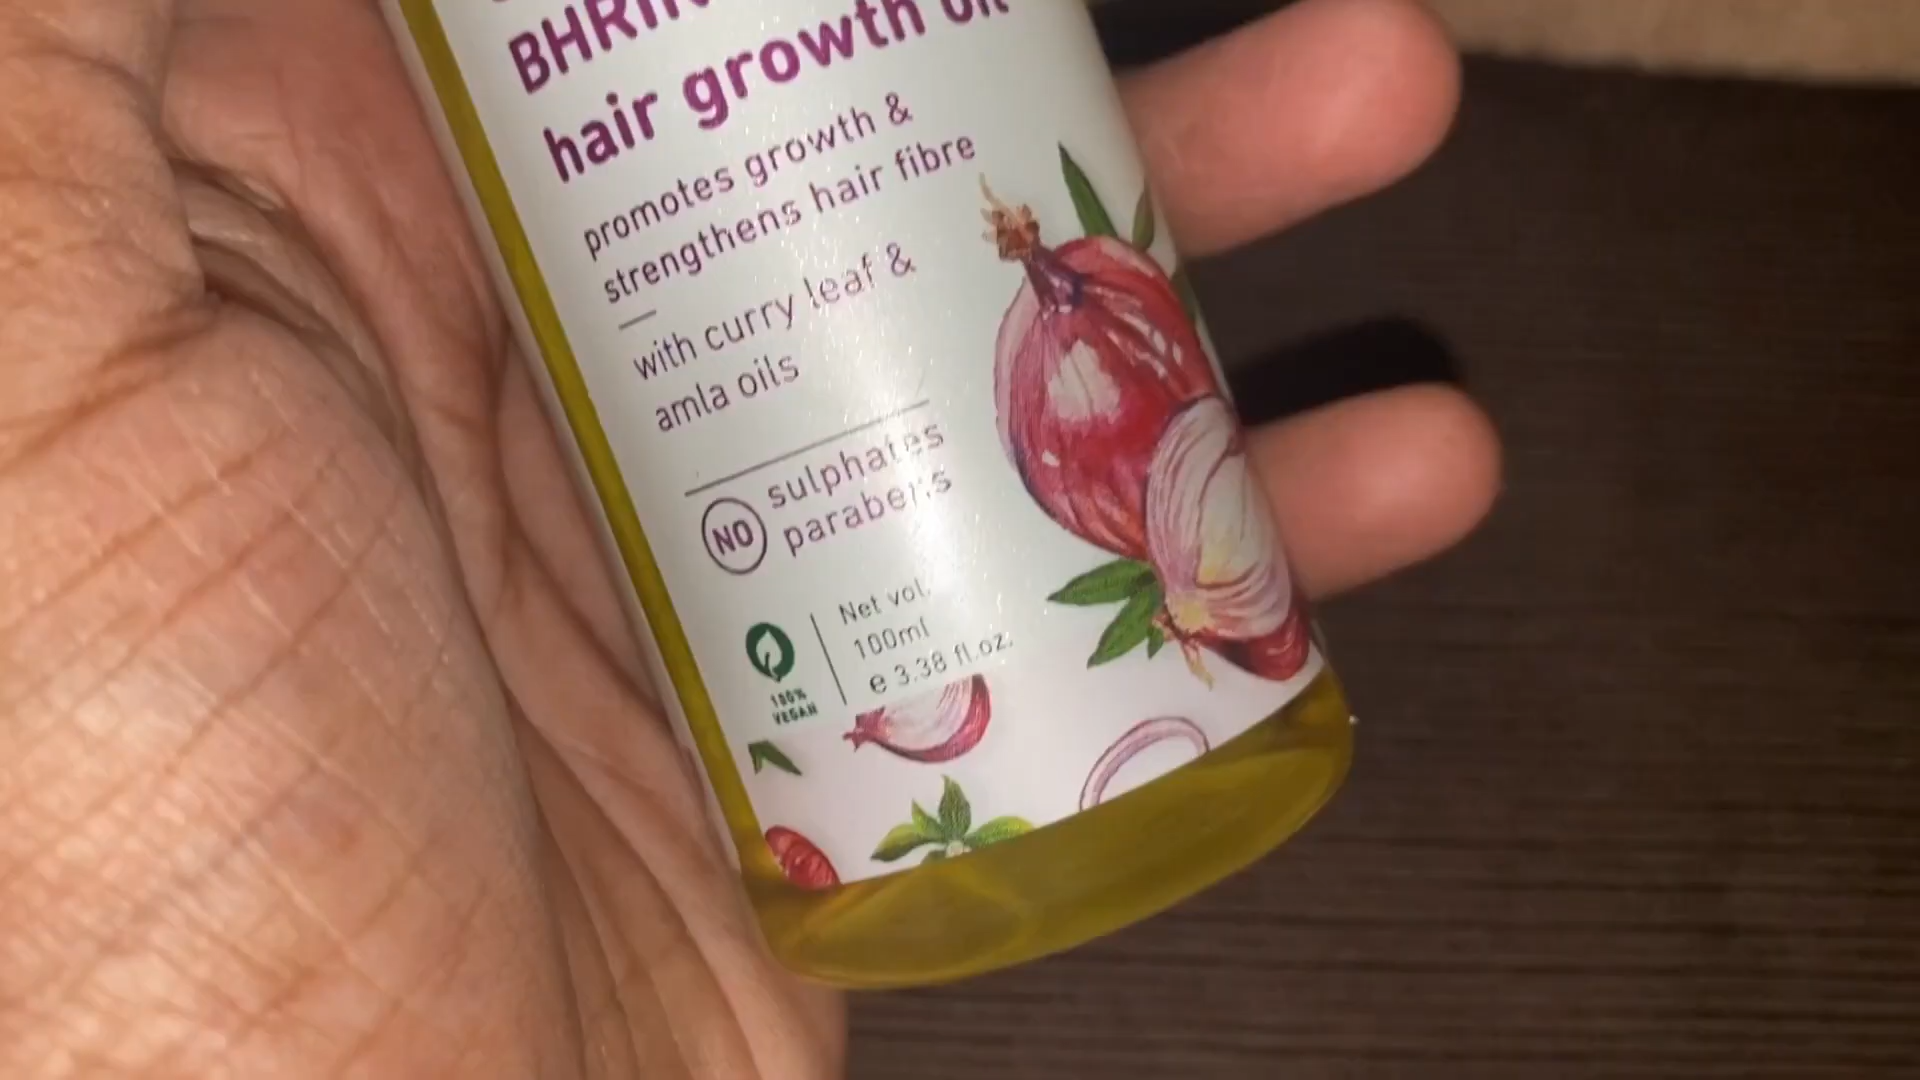 hair growth oil
promotes growth &
strengthens hair fibre
with curry leaf &
amla oils
NO
sulphates
parabens
100%
VEGAN
Net vol.
100ml
e 3.38 fl.oz.